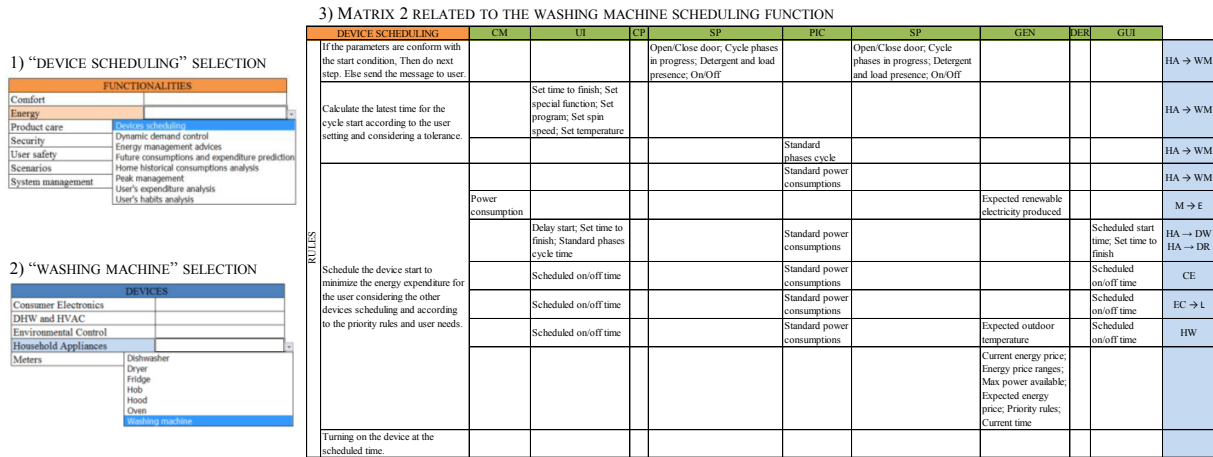 3) MATRIX 2 RELATED TO THE WASHING MACHINE SCHEDULING FUNCTION
1) “DEVICE SCHEDULING” SELECTION
FUNCTIONALITIES
Comfort
Energy
Product care
Security
User safety
Scenarios
System management
Devices scheduling
Dynamic demand control
Energy management advices
Future consumptions and expenditure prediction
Home historical consumptions analysis
Peak management
User's expenditure analysis
User's habits analysis
2) “WASHING MACHINE” SELECTION
DEVICES
Consumer Electronics
DHW and HVAC
Environmental Control
Household Appliances
Meters
Dishwasher
Dryer
Fridge
Hob
Hood
Oven
Washing machine
DEVICE SCHEDULING CM UI CP SP PIC SP GEN DER GUI
RULES
If the parameters are conform with
the start condition, Then do next
step. Else send the message to user.
Open/Close door; Cycle phases
in progress; Detergent and load
presence; On/Off
Open/Close door; Cycle
phases in progress; Detergent
and load presence; On/Off
HA → WM
Calculate the latest time for the
cycle start according to the user
setting and considering a tolerance.
Set time to finish; Set
special function; Set
program; Set spin
speed; Set temperature
HA → WM
Standard
phases cycle
HA → WM
Schedule the device start to
minimize the energy expenditure for
the user considering the other
devices scheduling and according
to the priority rules and user needs.
Standard power
consumptions
HA → WM
Power
consumption
Expected renewable
electricity produced
M → E
Delay start; Set time to
finish; Standard phases
cycle time
Standard power
consumptions
Scheduled start
time; Set time to
finish
HA → DW
HA → DR
Scheduled on/off time
Standard power
consumptions
Scheduled
on/off time
CE
Scheduled on/off time
Standard power
consumptions
Scheduled
on/off time
EC → L
Scheduled on/off time
Standard power
consumptions
Expected outdoor
temperature
Scheduled
on/off time
HW
Current energy price;
Energy price ranges;
Max power available;
Expected energy
price; Priority rules;
Current time
Turning on the device at the
scheduled time.